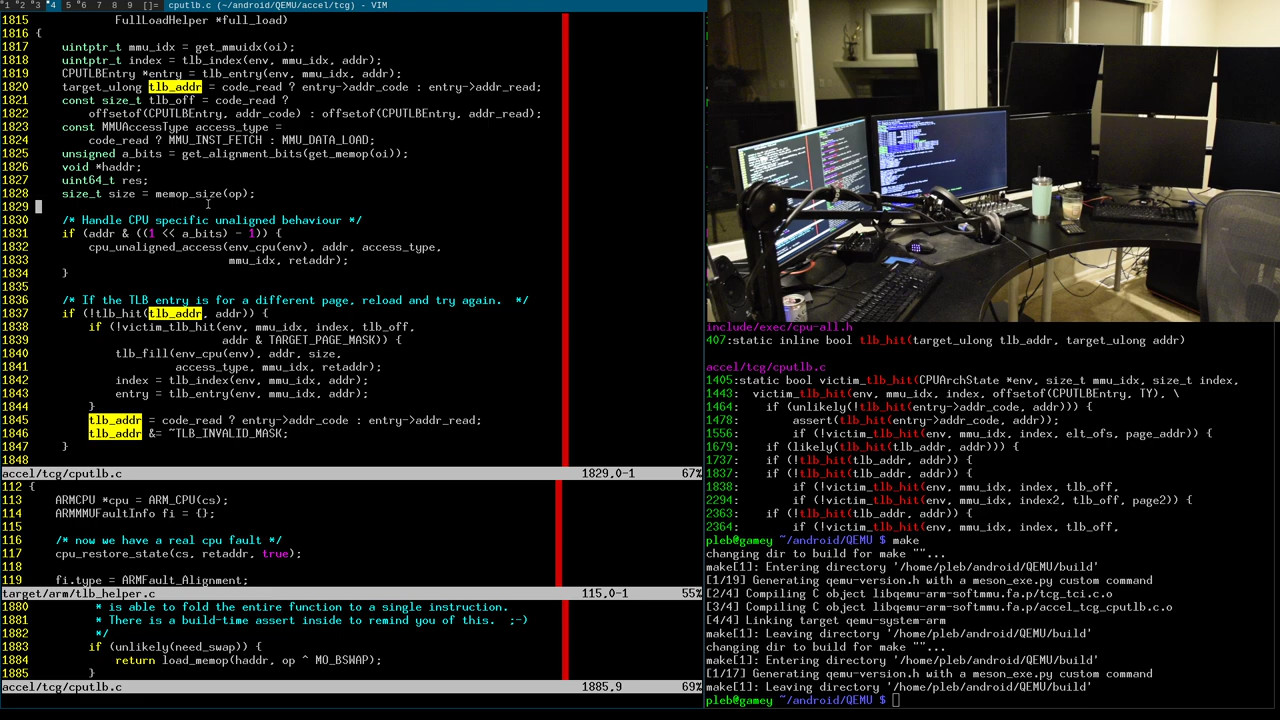 1 2 3 4 5 6 7 8 9 []= cputlb.c (~/android/QEMU/accel/tcg) - VIM
1815             FullLoadHelper *full_load)
1816 {
1817     uintptr_t mmu_idx = get_mmuidx(oi);
1818     uintptr_t index = tlb_index(env, mmu_idx, addr);
1819     CPUTLBEntry *entry = tlb_entry(env, mmu_idx, addr);
1820     target_ulong tlb_addr = code_read ? entry->addr_code : entry->addr_read;
1821     const size_t tlb_off = code_read ?
1822         offsetof(CPUTLBEntry, addr_code) : offsetof(CPUTLBEntry, addr_read);
1823     const MMUAccessType access_type =
1824         code_read ? MMU_INST_FETCH : MMU_DATA_LOAD;
1825     unsigned a_bits = get_alignment_bits(get_memop(oi));
1826     void *haddr;
1827     uint64_t res;
1828     size_t size = memop_size(op);
1829
1830     /* Handle CPU specific unaligned behaviour */
1831     if (addr & ((1 << a_bits) - 1)) {
1832         cpu_unaligned_access(env_cpu(env), addr, access_type,
1833                              mmu_idx, retaddr);
1834     }
1835
1836     /* If the TLB entry is for a different page, reload and try again.  */
1837     if (!tlb_hit(tlb_addr, addr)) {
1838         if (!victim_tlb_hit(env, mmu_idx, index, tlb_off,
1839                             addr & TARGET_PAGE_MASK)) {
1840             tlb_fill(env_cpu(env), addr, size,
1841                      access_type, mmu_idx, retaddr);
1842             index = tlb_index(env, mmu_idx, addr);
1843             entry = tlb_entry(env, mmu_idx, addr);
1844         }
1845         tlb_addr = code_read ? entry->addr_code : entry->addr_read;
1846         tlb_addr &= ~TLB_INVALID_MASK;
1847     }
1848
accel/tcg/cputlb.c 1829,0-1 67%
112 {
113     ARMCPU *cpu = ARM_CPU(cs);
114     ARMMMUFaultInfo fi = {};
115
116     /* now we have a real cpu fault */
117     cpu_restore_state(cs, retaddr, true);
118
119     fi.type = ARMFault_Alignment;
target/arm/tlb_helper.c 115,0-1 55%
1880          * is able to fold the entire function to a single instruction.
1881          * There is a build-time assert inside to remind you of this.  ;-)
1882          */
1883         if (unlikely(need_swap)) {
1884             return load_memop(haddr, op ^ MO_BSWAP);
1885         }
accel/tcg/cputlb.c 1885,9 69%
include/exec/cpu-all.h
407:static inline bool tlb_hit(target_ulong tlb_addr, target_ulong addr)

accel/tcg/cputlb.c
1405:static bool victim_tlb_hit(CPUArchState *env, size_t mmu_idx, size_t index,
1443:  victim_tlb_hit(env, mmu_idx, index, offsetof(CPUTLBEntry, TY), \
1464:    if (unlikely(!tlb_hit(entry->addr_code, addr))) {
1478:        assert(tlb_hit(entry->addr_code, addr));
1556:        if (!victim_tlb_hit(env, mmu_idx, index, elt_ofs, page_addr)) {
1679:    if (likely(tlb_hit(tlb_addr, addr))) {
1737:    if (!tlb_hit(tlb_addr, addr)) {
1837:    if (!tlb_hit(tlb_addr, addr)) {
1838:        if (!victim_tlb_hit(env, mmu_idx, index, tlb_off,
2294:        if (!victim_tlb_hit(env, mmu_idx, index2, tlb_off, page2)) {
2363:    if (!tlb_hit(tlb_addr, addr)) {
2364:        if (!victim_tlb_hit(env, mmu_idx, index, tlb_off,
pleb@gamey ~/android/QEMU $ make
changing dir to build for make ""...
make[1]: Entering directory '/home/pleb/android/QEMU/build'
[1/19] Generating qemu-version.h with a meson_exe.py custom command
[2/4] Compiling C object libqemu-arm-softmmu.fa.p/tcg_tci.c.o
[3/4] Compiling C object libqemu-arm-softmmu.fa.p/accel_tcg_cputlb.c.o
[4/4] Linking target qemu-system-arm
make[1]: Leaving directory '/home/pleb/android/QEMU/build'
changing dir to build for make ""...
make[1]: Entering directory '/home/pleb/android/QEMU/build'
[1/17] Generating qemu-version.h with a meson_exe.py custom command
make[1]: Leaving directory '/home/pleb/android/QEMU/build'
pleb@gamey ~/android/QEMU $